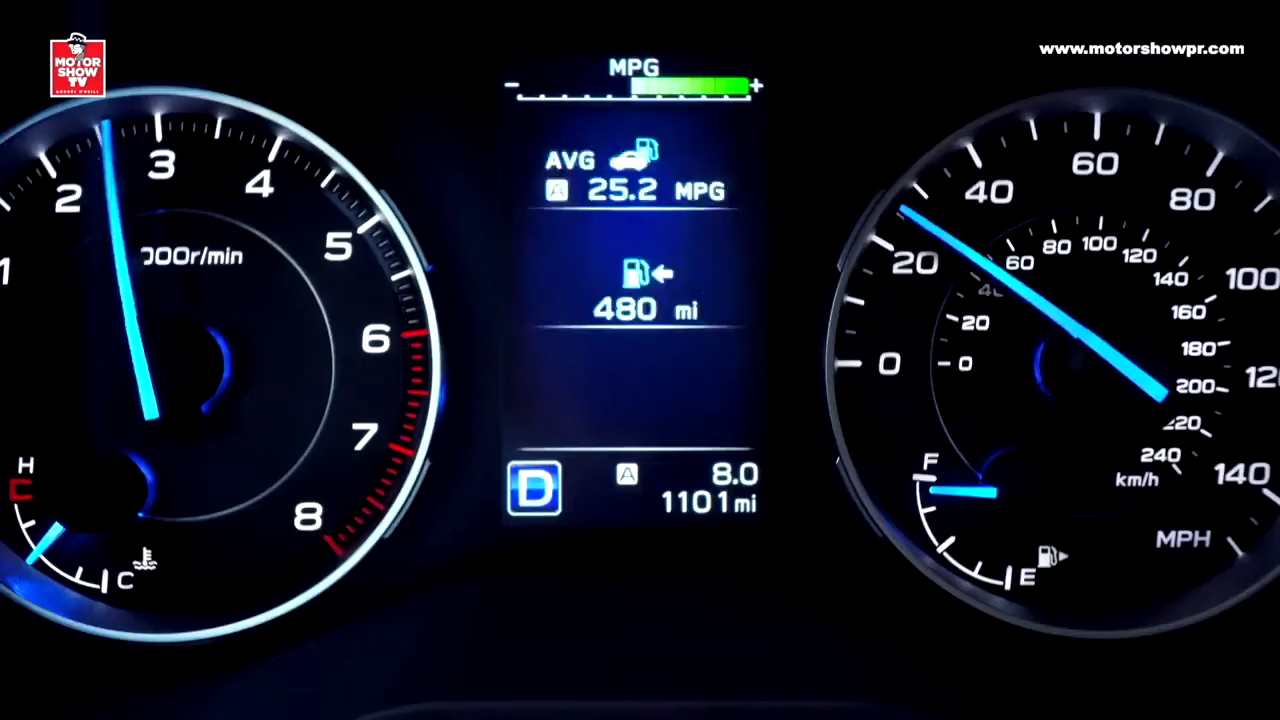 MOTOR
SHOW
TV
www.motorshowpr.com
1
2
3
4
5
6
7
8
000r/min
H
C
MPG
- +
AVG
A 25.2 MPG
480 mi
D
A 8.0
1101 mi
0
20
40
60
80
100
120
140
MPH
0
20
40
60
80
100
120
140
160
180
200
220
240
km/h
F
E